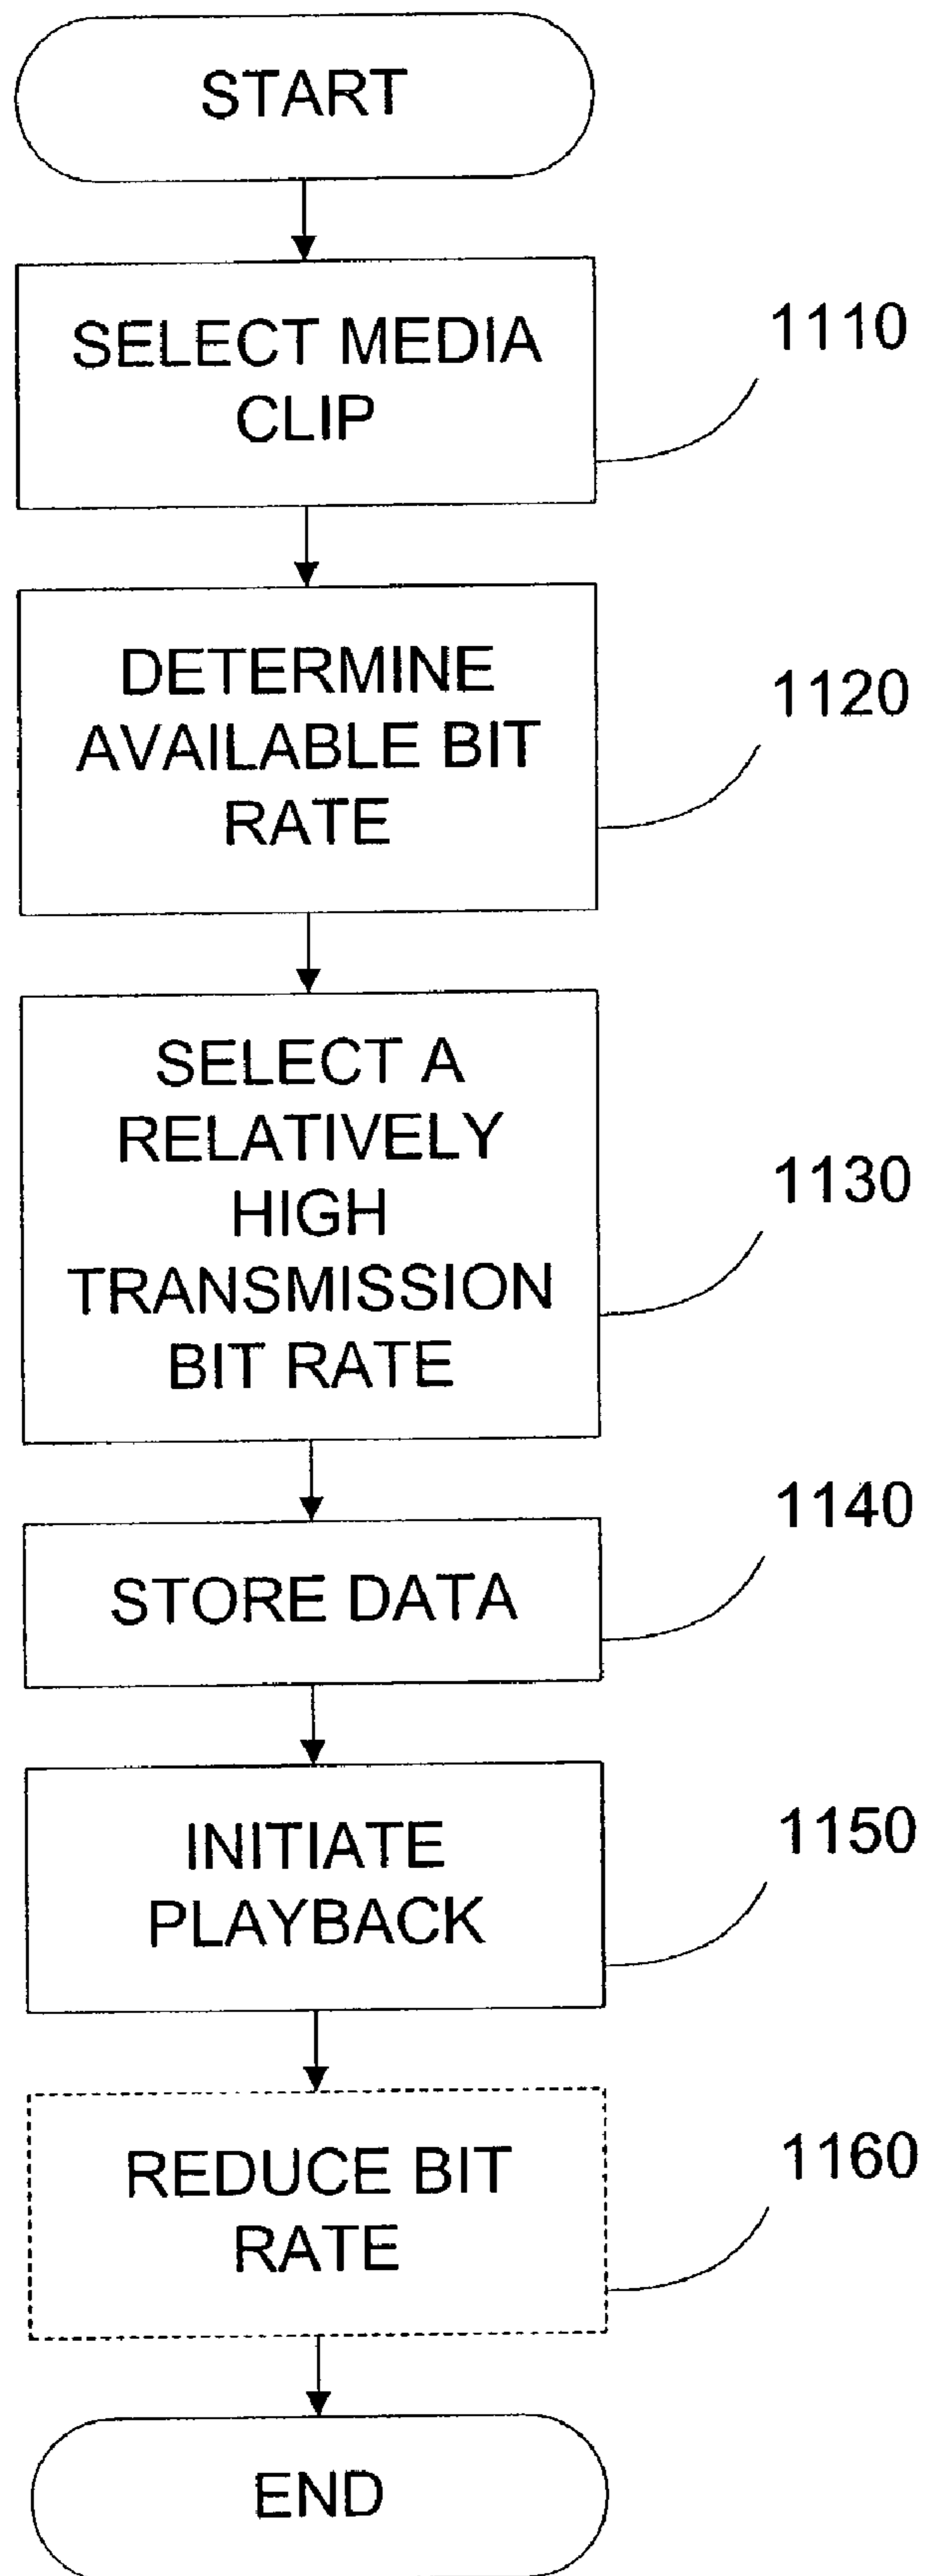 START
SELECT MEDIA
CLIP
1110
DETERMINE
AVAILABLE BIT
RATE
1120
SELECT A
RELATIVELY
HIGH
TRANSMISSION
BIT RATE
1130
STORE DATA
1140
INITIATE
PLAYBACK
1150
REDUCE BIT
RATE
1160
END